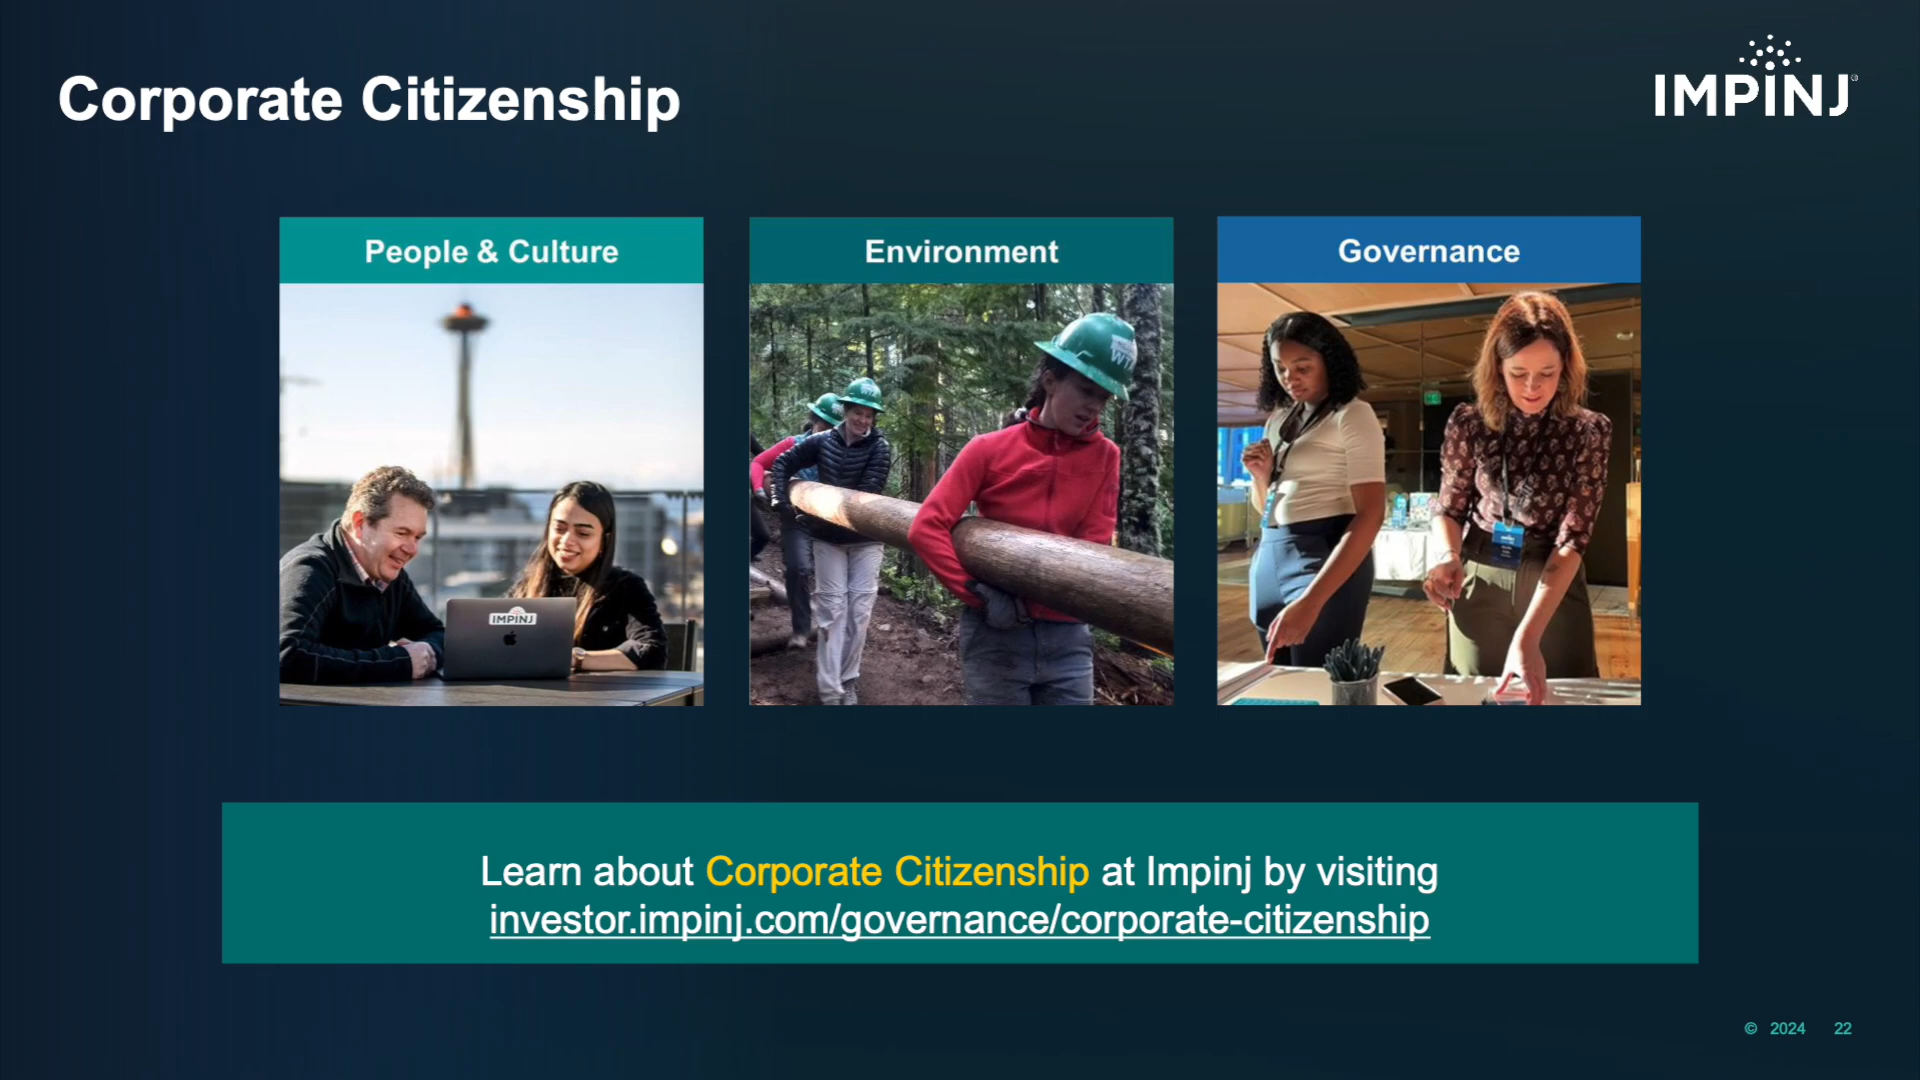 Corporate Citizenship
IMPINJ®
People & Culture
Environment
Governance
IMPINJ
Learn about Corporate Citizenship at Impinj by visiting
investor.impinj.com/governance/corporate-citizenship
© 2024 22